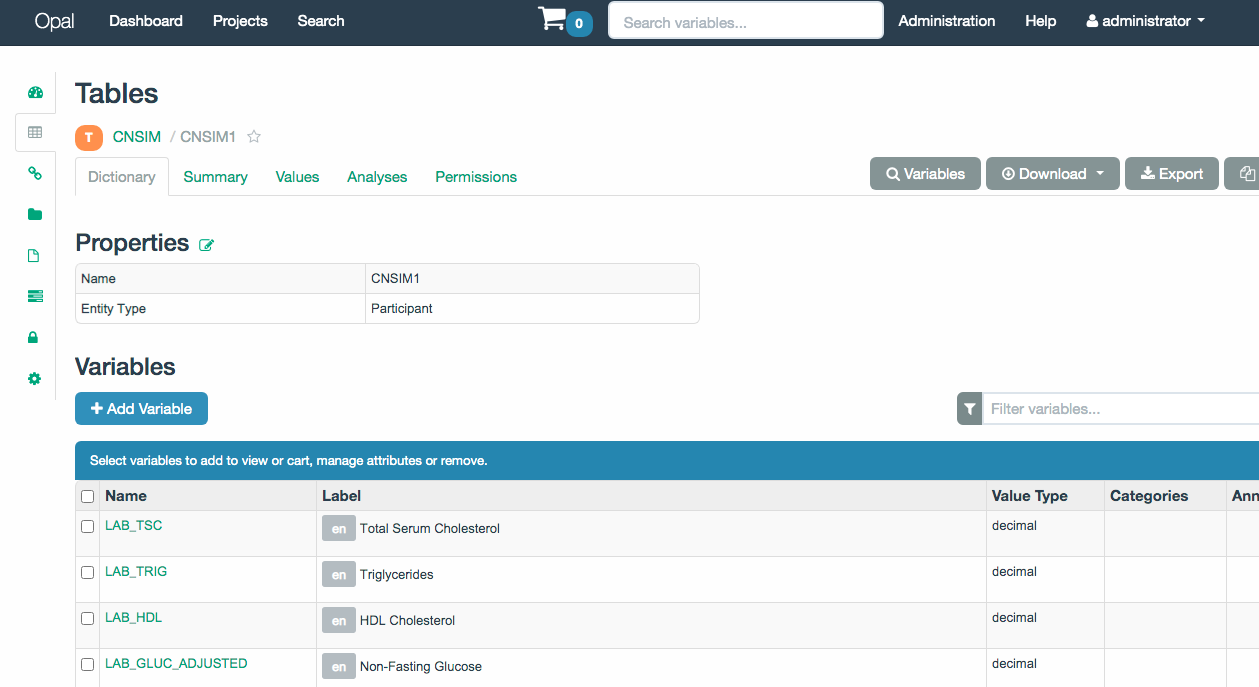 Opal Dashboard Projects Search 0 Search variables... Administration Help administrator
Tables
T CNSIM / CNSIM1
Dictionary Summary Values Analyses Permissions Variables Download Export
Properties
Name CNSIM1
Entity Type Participant
Variables
Add Variable Filter variables...
Select variables to add to view or cart, manage attributes or remove.
Name Label Value Type Categories Ann
LAB_TSC en Total Serum Cholesterol decimal
LAB_TRIG en Triglycerides decimal
LAB_HDL en HDL Cholesterol decimal
LAB_GLUC_ADJUSTED en Non-Fasting Glucose decimal